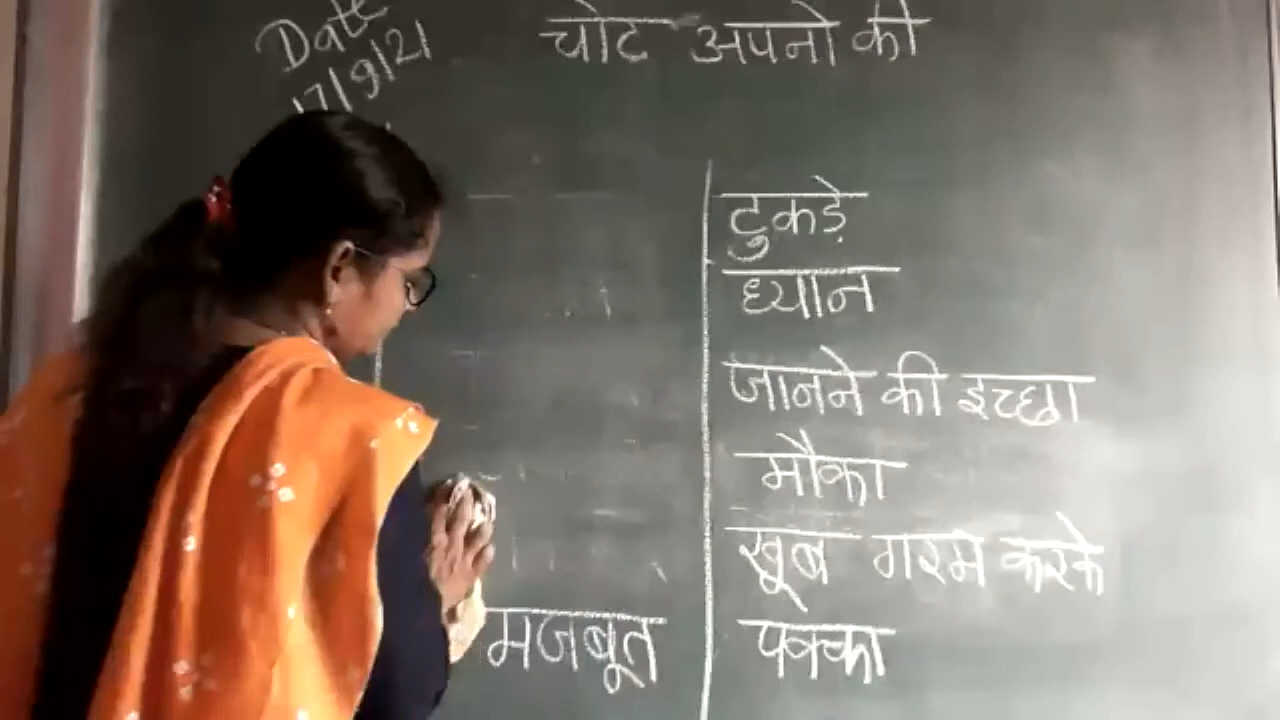 Date
17/9/21
चोट अपनो की
टुकड़े
ध्यान
जानने की इच्छा
मौका
खूब गरम करके
मजबूत पक्का